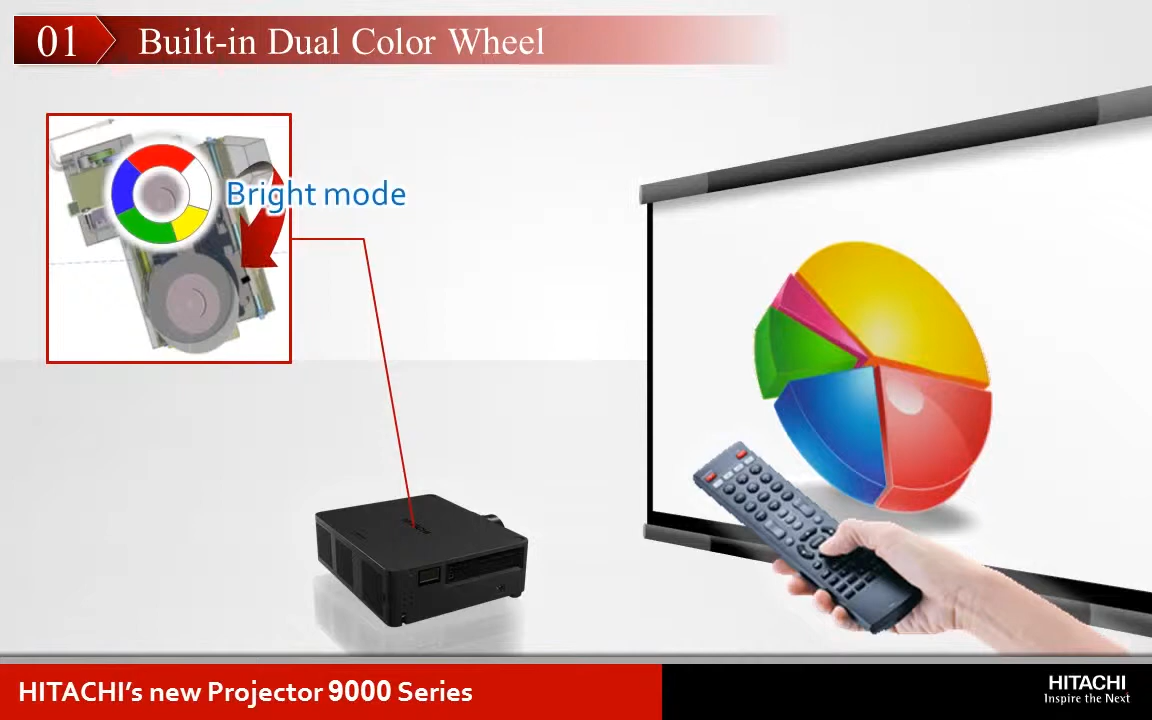 01 Built-in Dual Color Wheel
Bright mode
HITACHI's new Projector 9000 Series
HITACHI
Inspire the Next